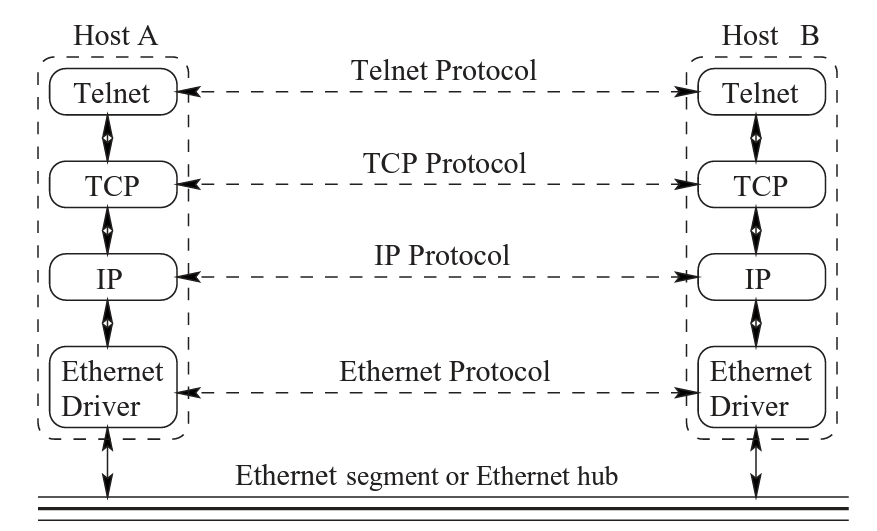 Host A
Host B
Telnet
Telnet Protocol
Telnet
TCP
TCP Protocol
TCP
IP
IP Protocol
IP
Ethernet
Driver
Ethernet Protocol
Ethernet
Driver
Ethernet segment or Ethernet hub